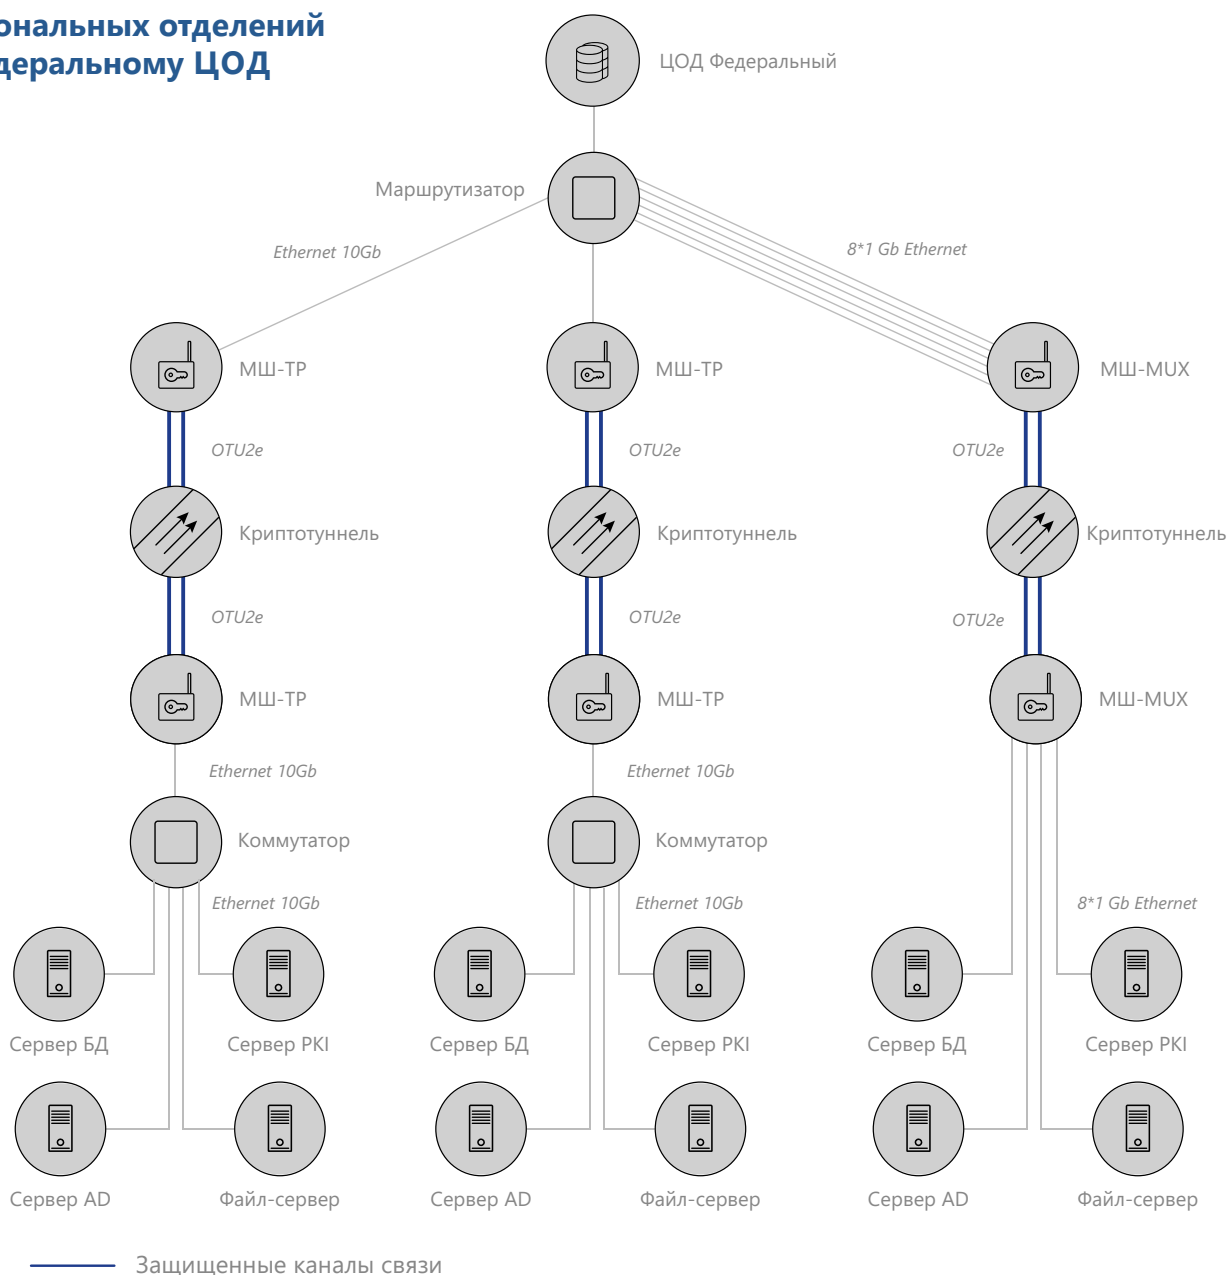 ональных отделений
деральному ЦОД
ЦОД Федеральный
Маршрутизатор
Ethernet 10Gb
8*1 Gb Ethernet
МШ-ТР
МШ-ТР
МШ-MUX
OTU2e
OTU2e
OTU2e
Криптотуннель
Криптотуннель
Криптотуннель
OTU2e
OTU2e
OTU2e
МШ-ТР
МШ-ТР
МШ-MUX
Ethernet 10Gb
Ethernet 10Gb
Коммутатор
Коммутатор
Ethernet 10Gb
Ethernet 10Gb
8*1 Gb Ethernet
Сервер БД
Сервер PKI
Сервер БД
Сервер PKI
Сервер БД
Сервер PKI
Сервер AD
Файл-сервер
Сервер AD
Файл-сервер
Сервер AD
Файл-сервер
Защищенные каналы связи